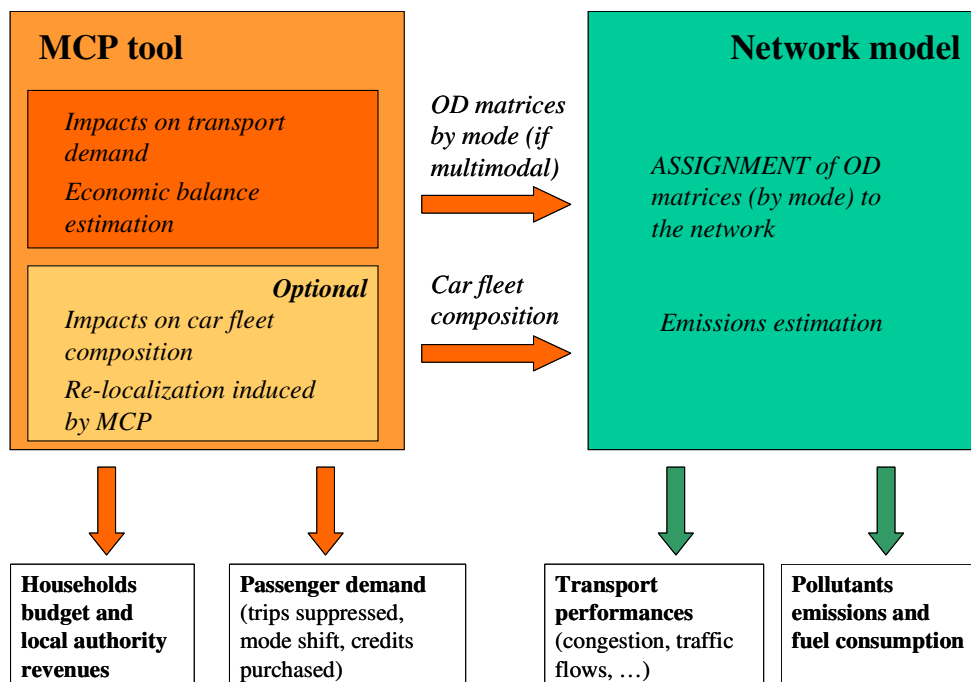 MCP tool
Impacts on transport
demand
Economic balance
estimation
Optional
Impacts on car fleet
composition
Re-localization induced
by MCP
OD matrices
by mode (if
multimodal)
Car fleet
composition
Network model
ASSIGNMENT of OD
matrices (by mode) to
the network
Emissions estimation
Households
budget and
local authority
revenues
Passenger demand
(trips suppressed,
mode shift, credits
purchased)
Transport
performances
(congestion, traffic
flows, …)
Pollutants
emissions and
fuel consumption